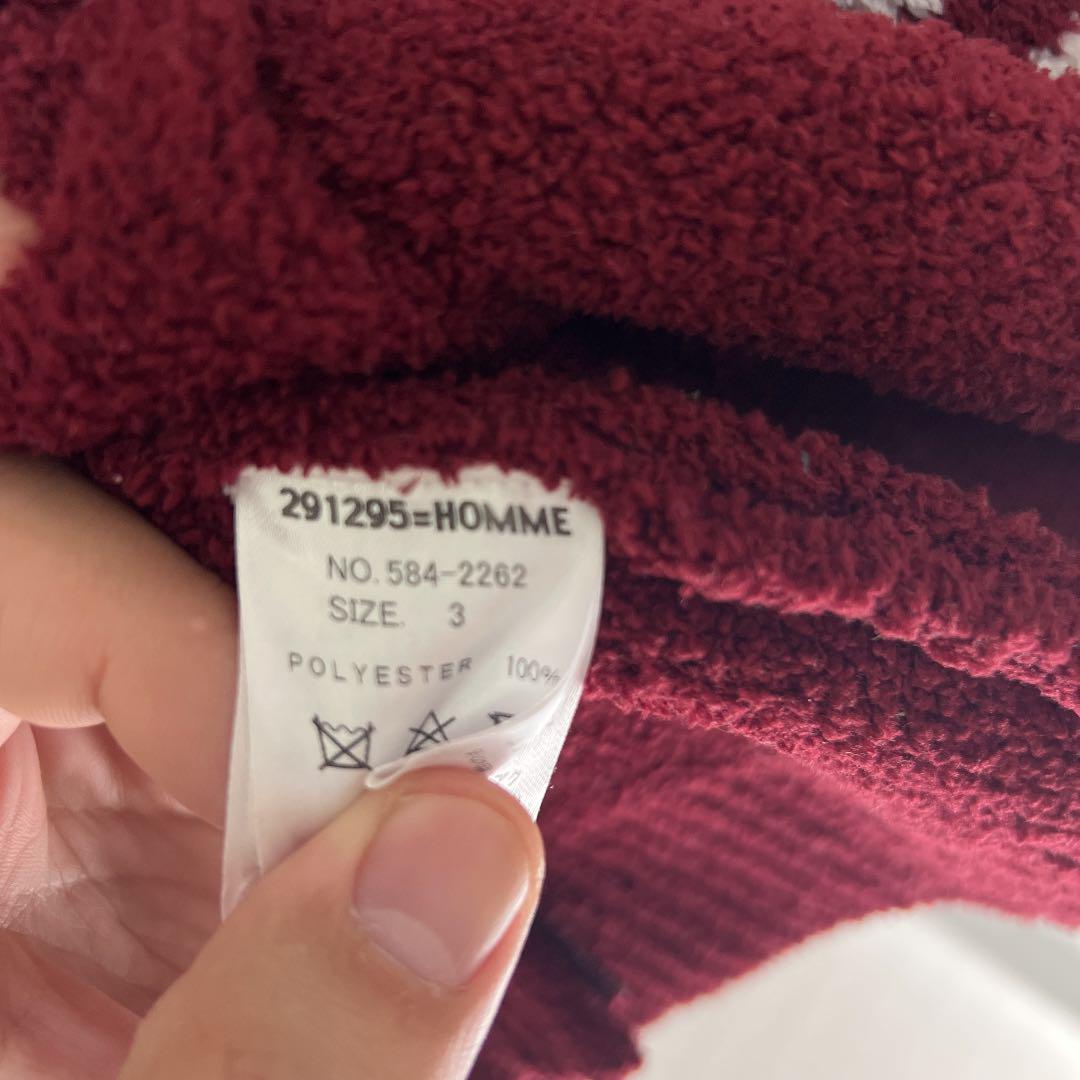 291295=HOMME
NO. 584-2262
SIZE. 3
POLYESTER 100%